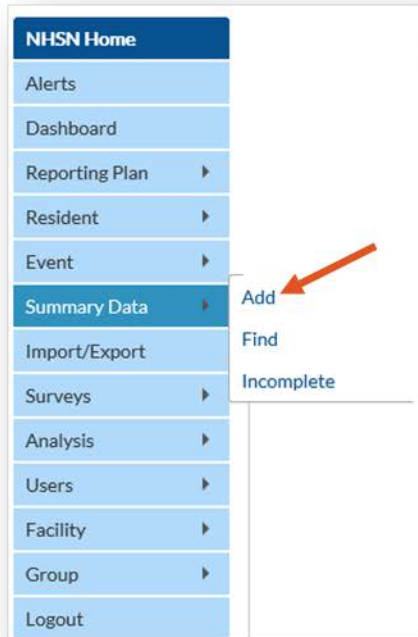 NHSN Home
Alerts
Dashboard
Reporting Plan
Resident
Event
Summary Data
Add
Find
Incomplete
Import/Export
Surveys
Analysis
Users
Facility
Group
Logout